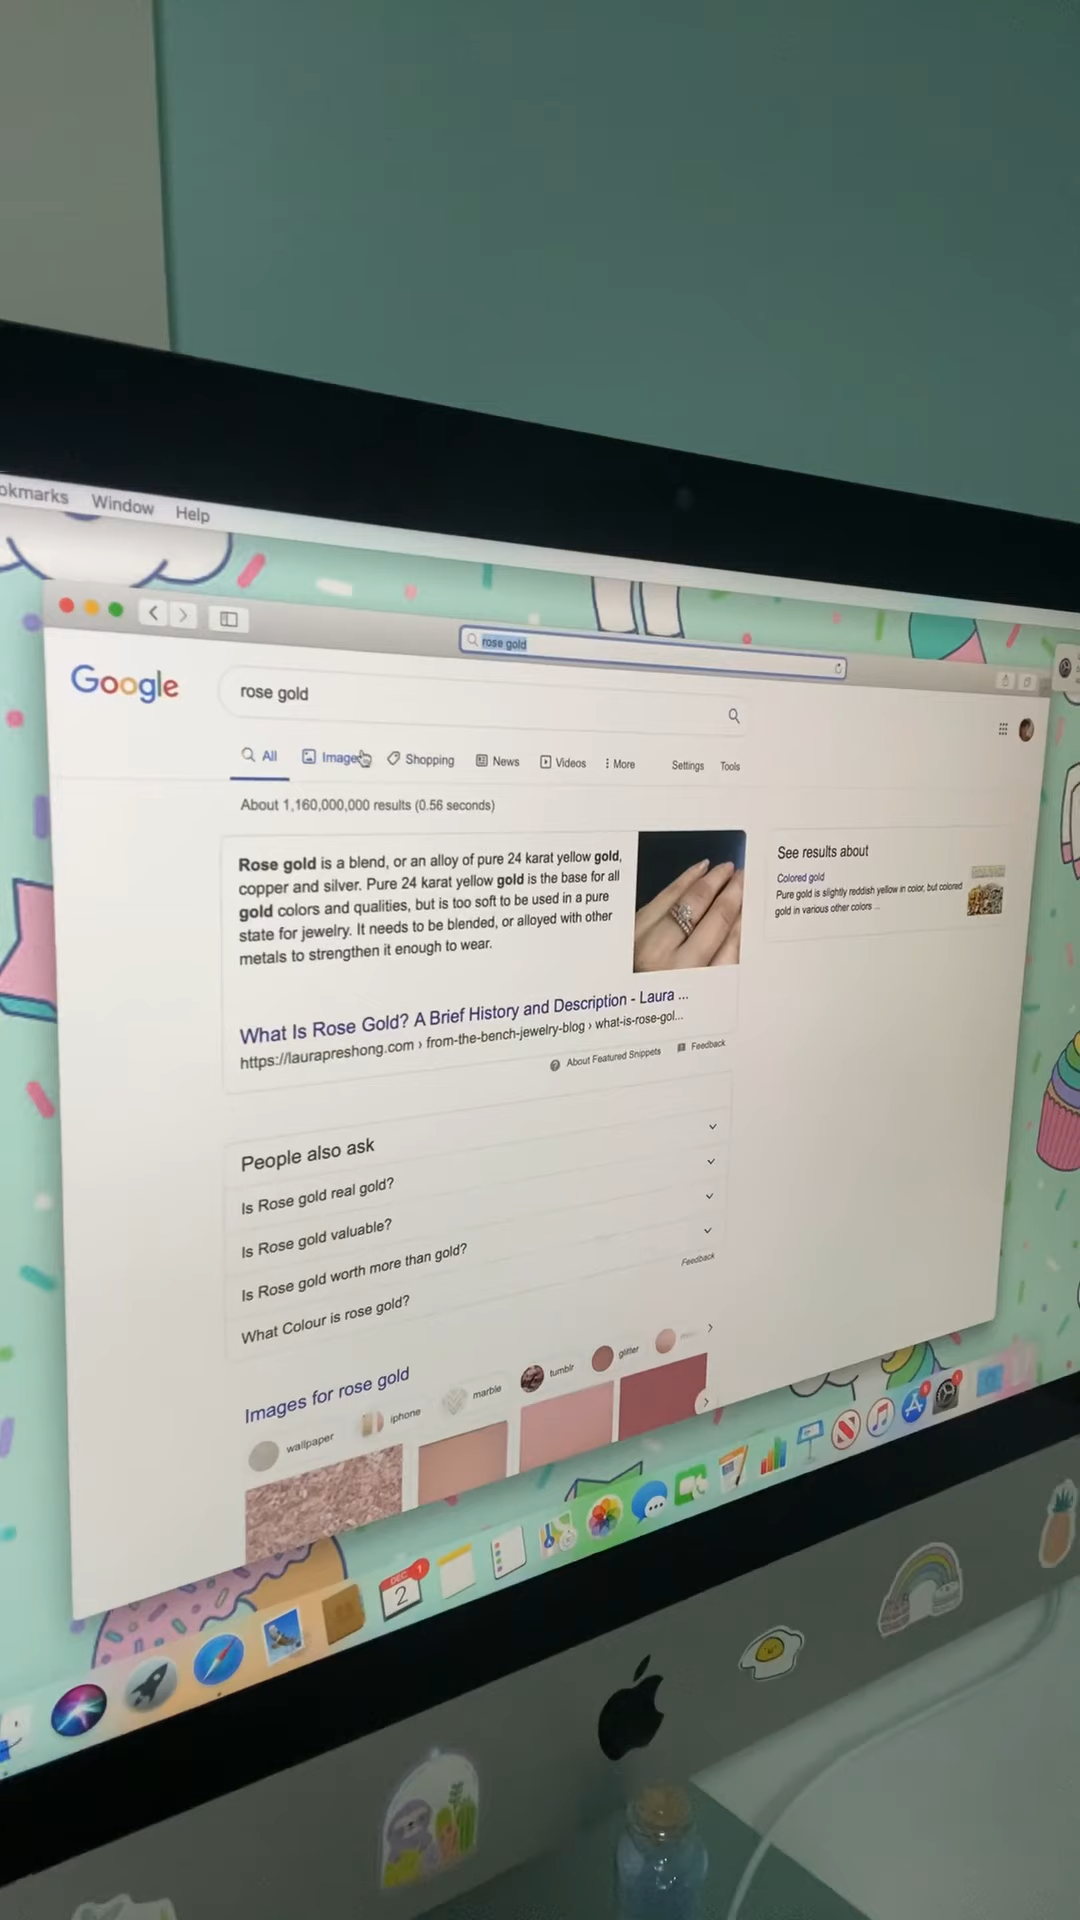 Window Help
rose gold
Google
rose gold
All Images Shopping News Videos More Settings Tools
About 1,160,000,000 results (0.56 seconds)
Rose gold is a blend, or an alloy of pure 24 karat yellow gold,
copper and silver. Pure 24 karat yellow gold is the base for all
gold colors and qualities, but is too soft to be used in a pure
state for jewelry. It needs to be blended, or alloyed with other
metals to strengthen it enough to wear.
What Is Rose Gold? A Brief History and Description - Laura ...
https://laurapreshong.com › from-the-bench-jewelry-blog › what-is-rose-gol...
About Featured Snippets Feedback
See results about
Colored gold
Pure gold is slightly reddish yellow in color, but colored
gold in various other colors ...
People also ask
Is Rose gold real gold?
Is Rose gold valuable?
Is Rose gold worth more than gold?
What Colour is rose gold?
Feedback
Images for rose gold
wallpaper iphone marble tumblr glitter
DEC
2
1